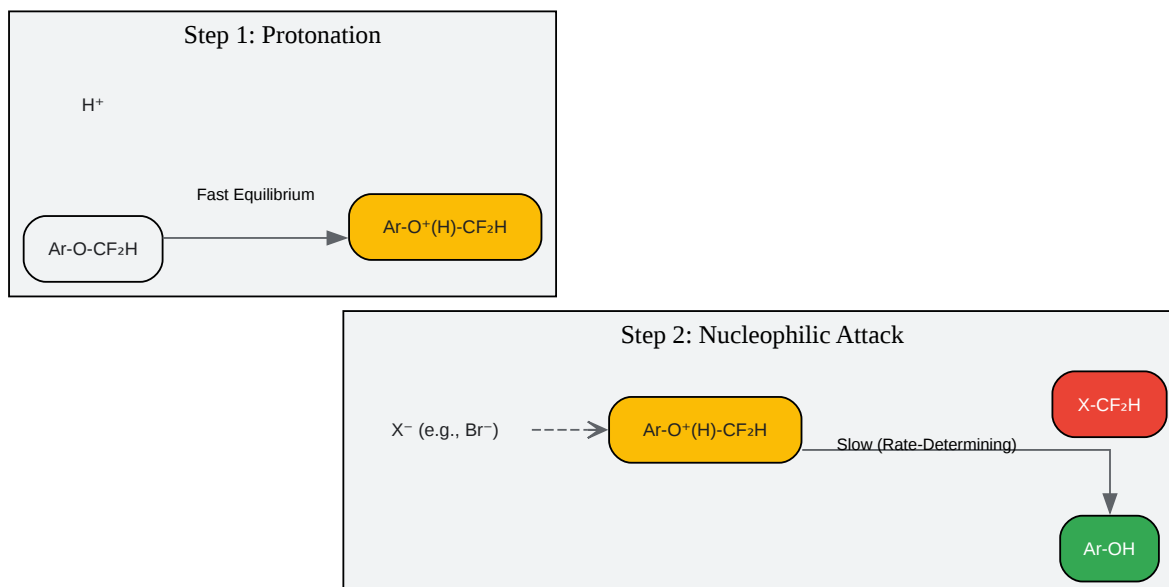 Step 1: Protonation
H⁺
Fast Equilibrium
Ar-O-CF₂H
Ar-O⁺(H)-CF₂H
Step 2: Nucleophilic Attack
X⁻ (e.g., Br⁻)
Ar-O⁺(H)-CF₂H
Slow (Rate-Determining)
X-CF₂H
Ar-OH